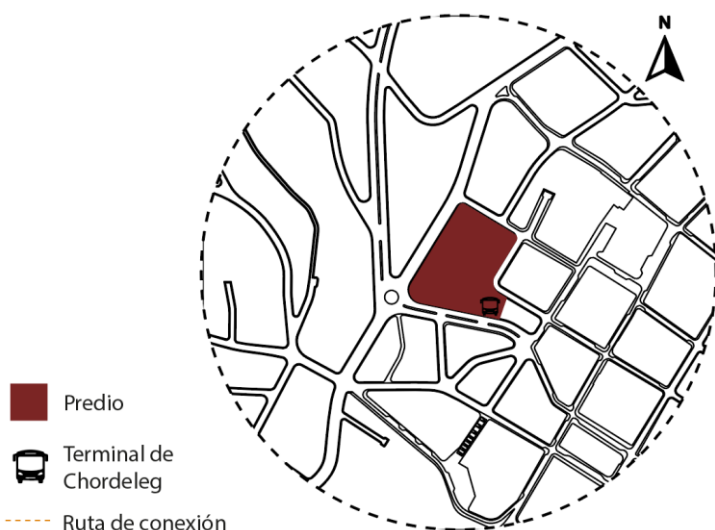 N
Predio
Terminal de
Chordeleg
Ruta de conexión